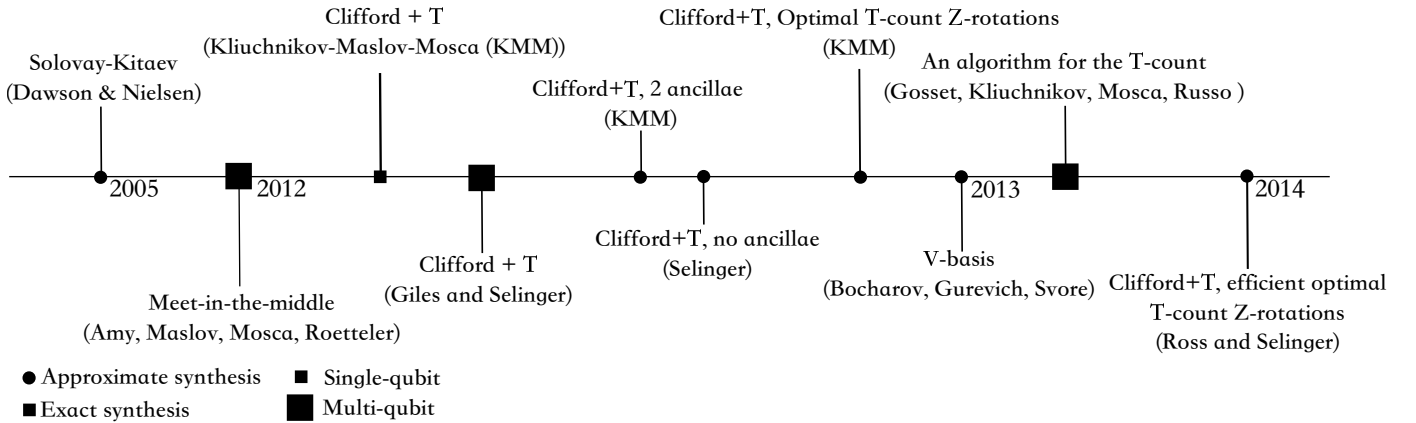 Solovay-Kitaev
(Dawson & Nielsen)
Clifford + T
(Kliuchnikov-Maslov-Mosca (KMM))
Clifford+T, 2 ancillae
(KMM)
Clifford+T, Optimal T-count Z-rotations
(KMM)
An algorithm for the T-count
(Gosset, Kliuchnikov, Mosca, Russo )
2005
2012
2013
2014
Meet-in-the-middle
(Amy, Maslov, Mosca, Roetteler)
Clifford + T
(Giles and Selinger)
Clifford+T, no ancillae
(Selinger)
V-basis
(Bocharov, Gurevich, Svore)
Clifford+T, efficient optimal
T-count Z-rotations
(Ross and Selinger)
Approximate synthesis
Single-qubit
Exact synthesis
Multi-qubit